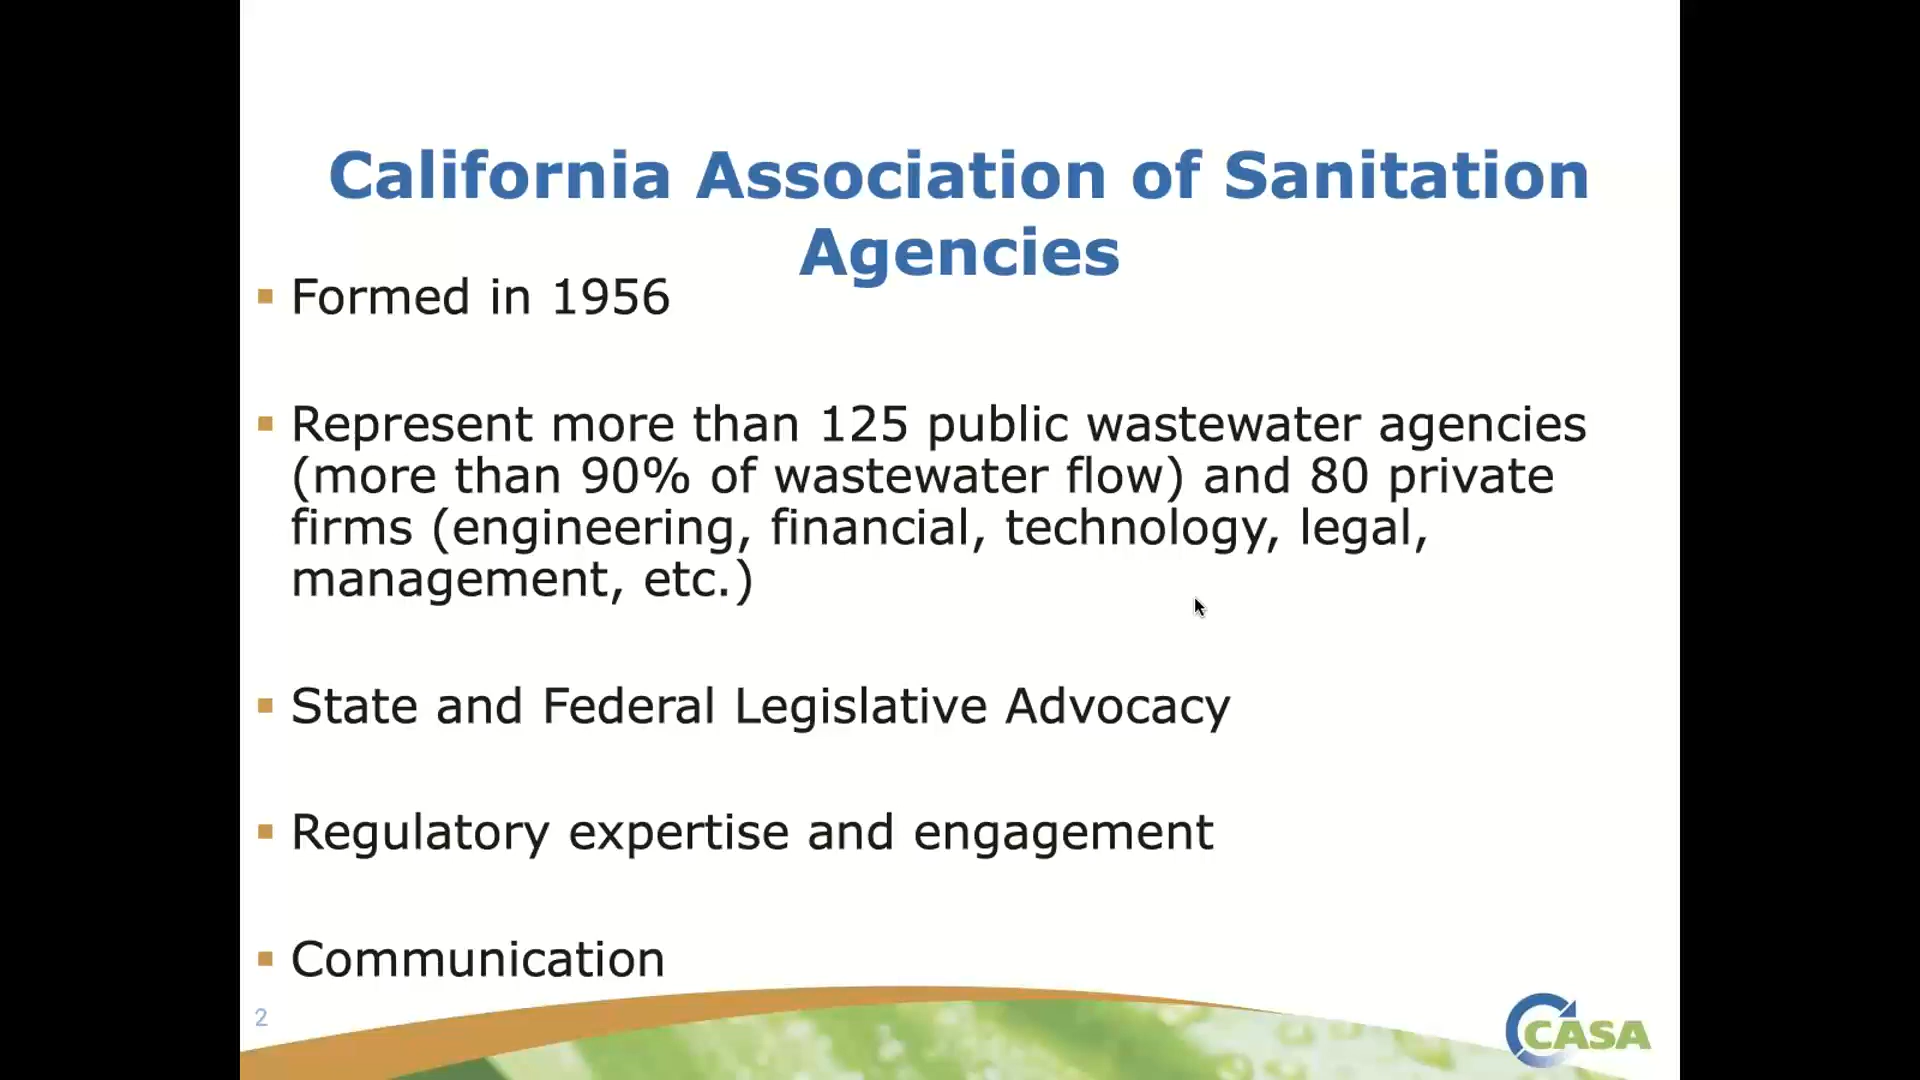 California Association of Sanitation
Agencies
Formed in 1956
Represent more than 125 public wastewater agencies
(more than 90% of wastewater flow) and 80 private
firms (engineering, financial, technology, legal,
management, etc.)
State and Federal Legislative Advocacy
Regulatory expertise and engagement
Communication
2
CASA